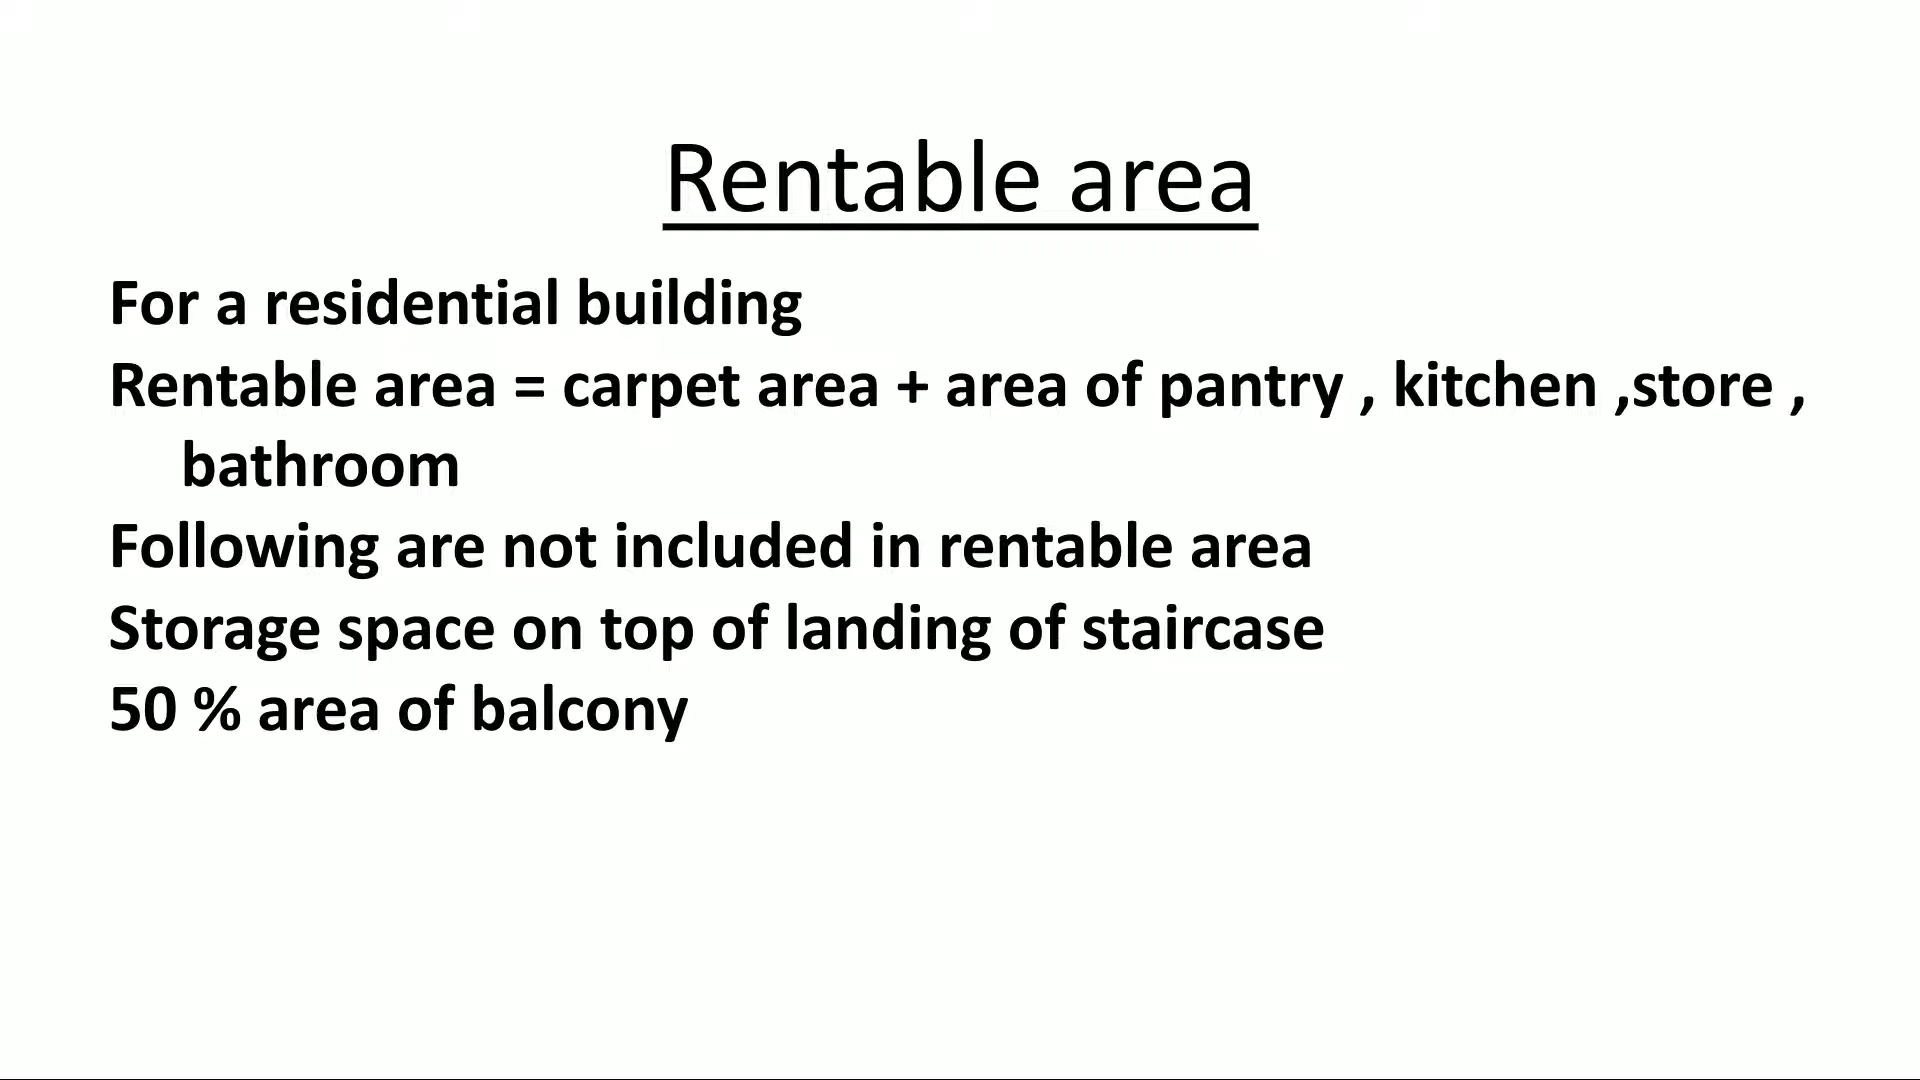 Rentable area
For a residential building
Rentable area = carpet area + area of pantry , kitchen ,store ,
bathroom
Following are not included in rentable area
Storage space on top of landing of staircase
50 % area of balcony